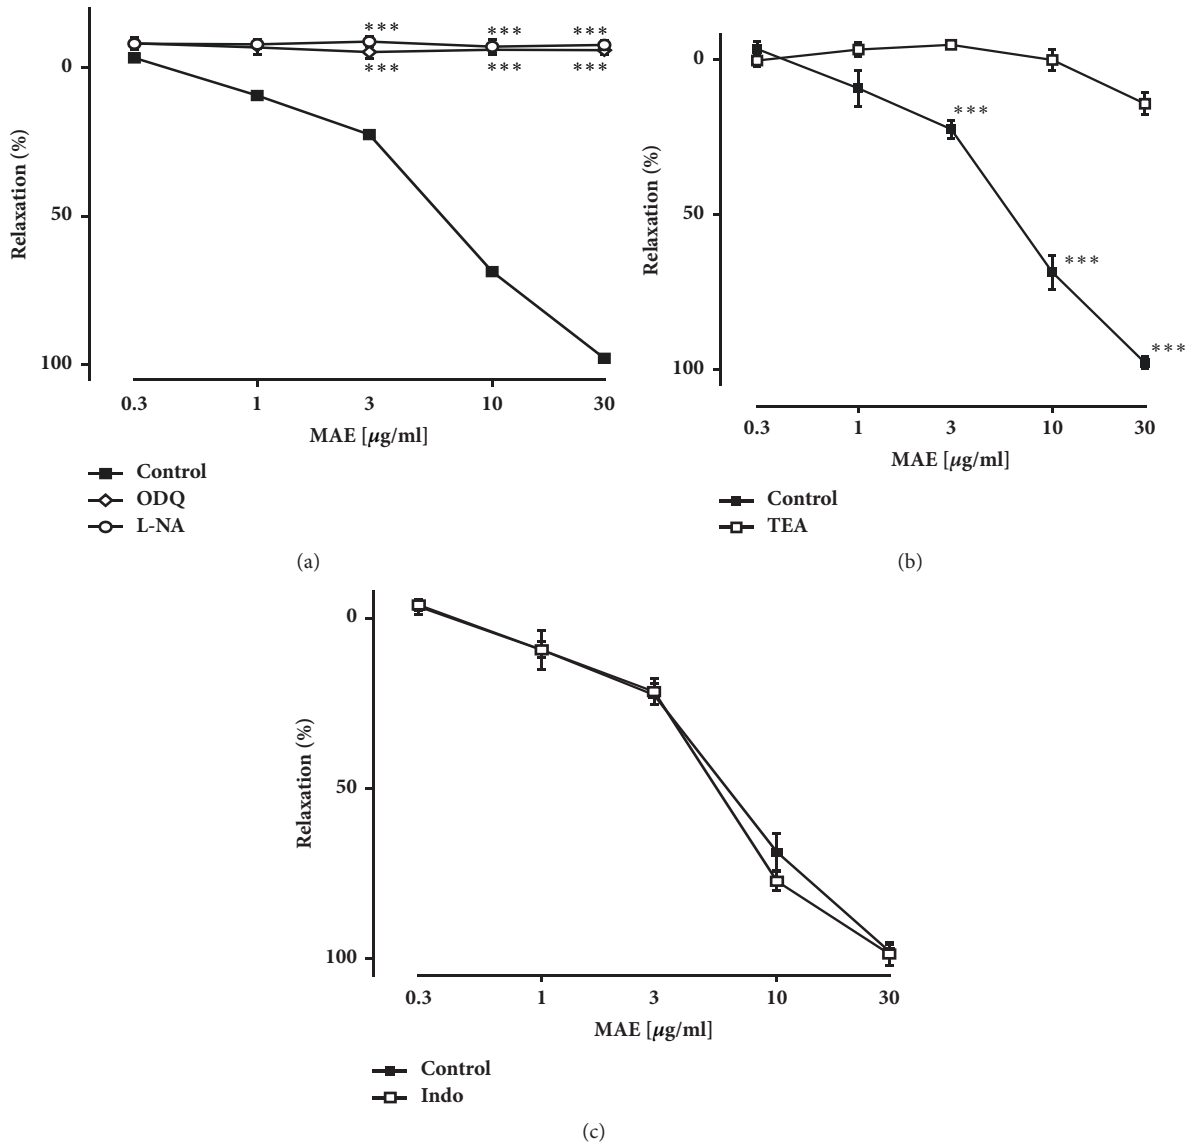 *** *** ***
0
*** *** ***
50
100
Relaxation (%)
0.3 1 3 10 30
MAE [μg/ml]
Control
ODQ
L-NA
(a)
0
***
50
***
***
100
Relaxation (%)
0.3 1 3 10 30
MAE [μg/ml]
Control
TEA
(b)
0
50
100
Relaxation (%)
0.3 1 3 10 30
MAE [μg/ml]
Control
Indo
(c)